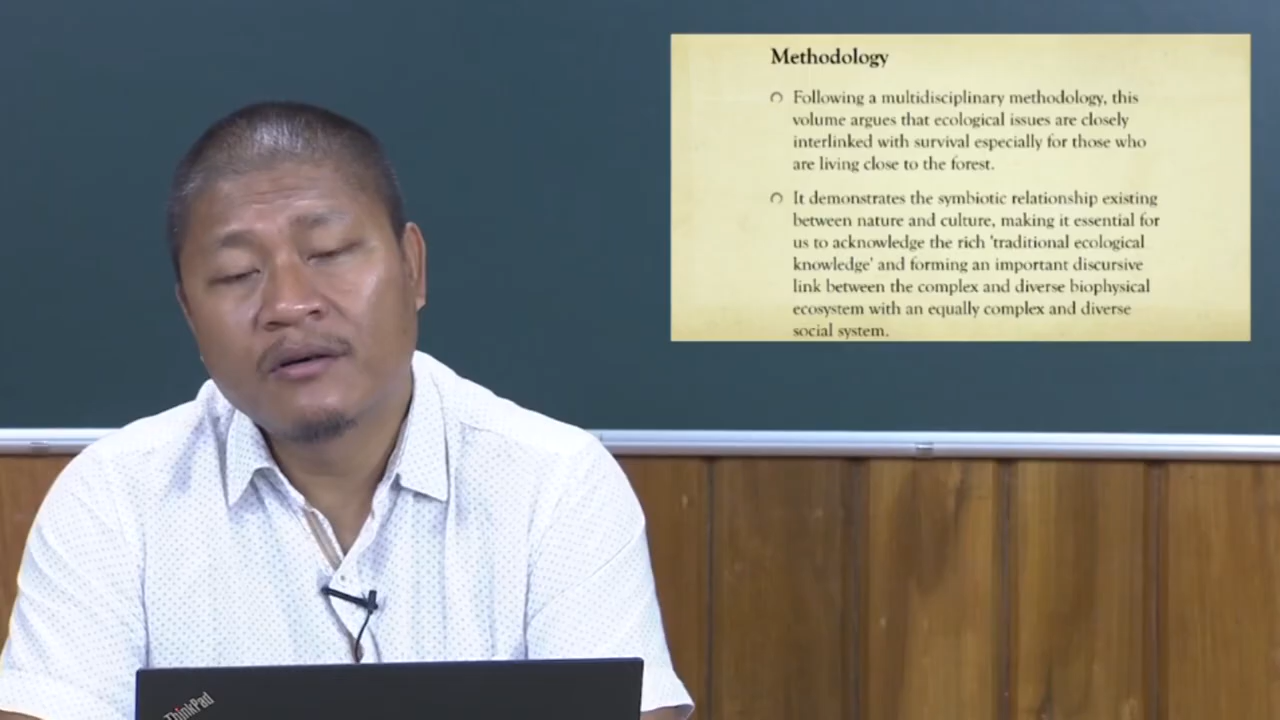 Methodology
Following a multidisciplinary methodology, this
volume argues that ecological issues are closely
interlinked with survival especially for those who
are living close to the forest.
It demonstrates the symbiotic relationship existing
between nature and culture, making it essential for
us to acknowledge the rich 'traditional ecological
knowledge' and forming an important discursive
link between the complex and diverse biophysical
ecosystem with an equally complex and diverse
social system.
ThinkPad